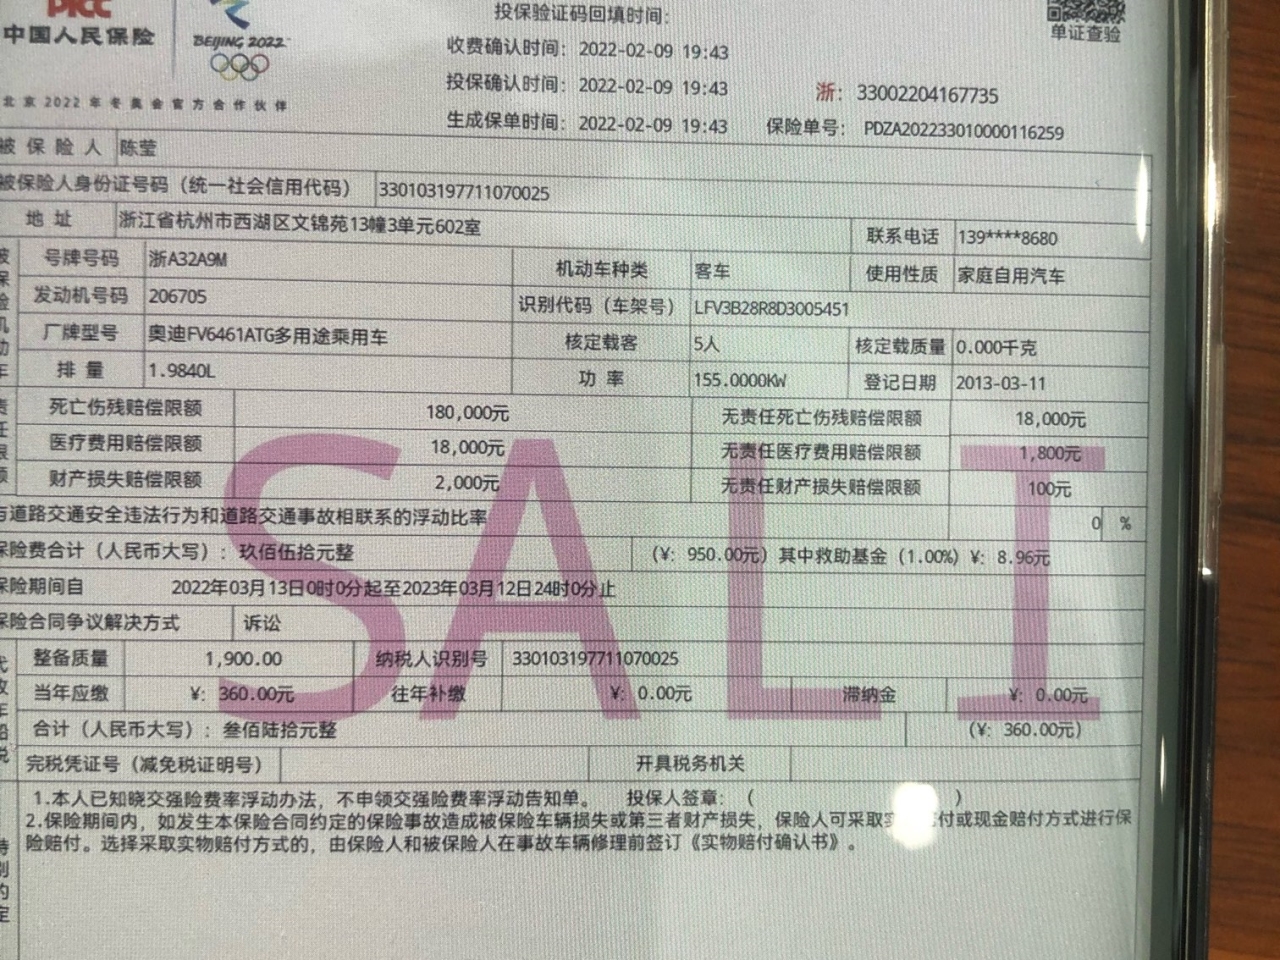 PICC
中国人民保险
BEIJING 2022
北京2022年冬奥会官方合作伙伴
投保验证码回填时间:
收费确认时间: 2022-02-09 19:43
投保确认时间: 2022-02-09 19:43
生成保单时间: 2022-02-09 19:43
单证查验
浙: 33002204167735
保险单号: PDZA202233010000116259
被 保 险 人 陈莹
被保险人身份证号码（统一社会信用代码） 330103197711070025
地 址 浙江省杭州市西湖区文锦苑13幢3单元602室 联系电话 139****8680
号牌号码 浙A32A9M 机动车种类 客车 使用性质 家庭自用汽车
发动机号码 206705 识别代码（车架号） LFV3B28R8D3005451
厂牌型号 奥迪FV6461ATG多用途乘用车 核定载客 5人 核定载质量 0.000千克
排 量 1.9840L 功 率 155.0000KW 登记日期 2013-03-11
死亡伤残赔偿限额 180,000元 无责任死亡伤残赔偿限额 18,000元
医疗费用赔偿限额 18,000元 无责任医疗费用赔偿限额 1,800元
财产损失赔偿限额 2,000元 无责任财产损失赔偿限额 100元
与道路交通安全违法行为和道路交通事故相联系的浮动比率 0 %
保险费合计（人民币大写）: 玖佰伍拾元整 （¥: 950.00元）其中救助基金（1.00%）¥: 8.96元
保险期间自 2022年03月13日0时0分起至2023年03月12日24时0分止
保险合同争议解决方式 诉讼
整备质量 1,900.00 纳税人识别号 330103197711070025
当年应缴 ¥: 360.00元 往年补缴 ¥: 0.00元 滞纳金 ¥: 0.00元
合计（人民币大写）: 叁佰陆拾元整 （¥: 360.00元）
完税凭证号（减免税证明号） 开具税务机关
1.本人已知晓交强险费率浮动办法，不申领交强险费率浮动告知单。 投保人签章:（ ）
2.保险期间内，如发生本保险合同约定的保险事故造成被保险车辆损失或第三者财产损失，保险人可采取实 付或现金赔付方式进行保
险赔付。选择采取实物赔付方式的，由保险人和被保险人在事故车辆修理前签订《实物赔付确认书》。
SALI